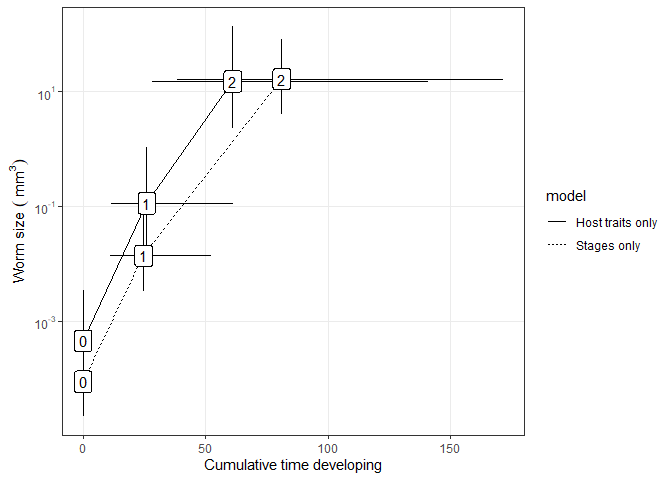 Worm size ( mm³)
10¹
10⁻¹
10⁻³
2
2
1
1
0
0
0
50
100
150
Cumulative time developing
model
Host traits only
Stages only